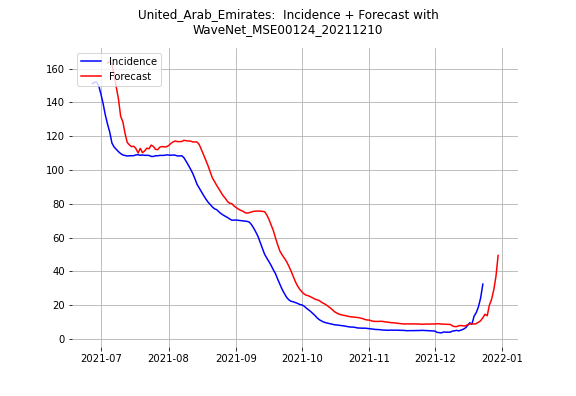 United_Arab_Emirates:  Incidence + Forecast with
WaveNet_MSE00124_20211210
Incidence
Forecast
160
140
120
100
80
60
40
20
0
2021-07 2021-08 2021-09 2021-10 2021-11 2021-12 2022-01